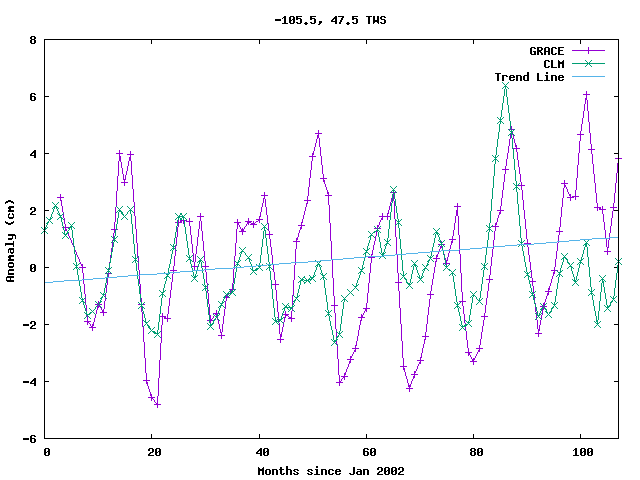 -105.5, 47.5 TWS
8
6
4
2
0
-2
-4
-6
Anomaly (cm)
GRACE
CLM
Trend Line
0 20 40 60 80 100
Months since Jan 2002